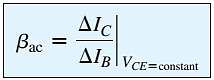 β_ac = ΔI_C / ΔI_B |_{V_CE=constant}